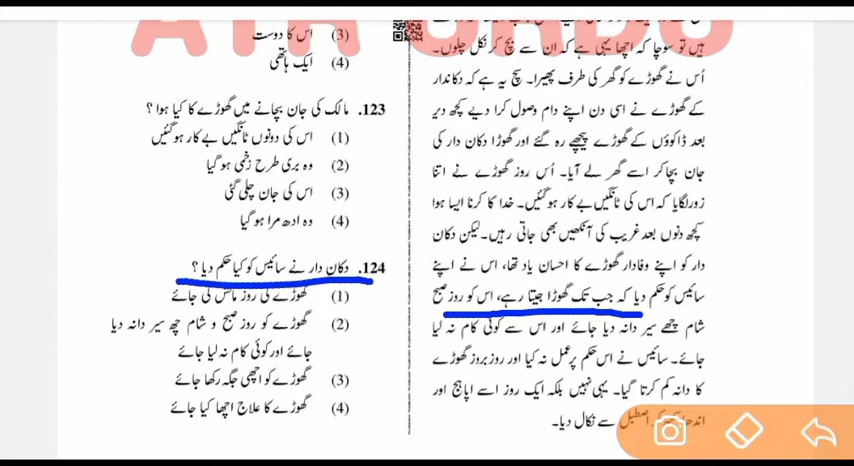 ATR URDU
ہیں تو سوچا کہ اچھا یہی ہے کہ ان سے بچ کر نکل چلوں۔
اُس نے گھوڑے کو گھر کی طرف پھیرا۔ سچ یہ ہے کہ دکاندار
کے گھوڑے نے اسی دن اپنے دام وصول کرا دیے کچھ دیر
بعد ڈاکوؤں کے گھوڑے پیچھے رہ گئے اور گھوڑا دکان دار کی
جان بچا کر اسے گھر لے آیا۔ اُس روز گھوڑے نے اتنا
زور لگایا کہ اس کی ٹانگیں بے کار ہو گئیں۔ خدا کا کرنا ایسا ہوا
کچھ دنوں بعد غریب کی آنکھیں بھی جاتی رہیں۔ لیکن دکان
دار کو اپنے وفادار گھوڑے کا احسان یاد تھا، اس نے اپنے
سائیس کو حکم دیا کہ جب تک گھوڑا جیتا رہے، اس کو روز صبح
شام چھے سیر دانہ دیا جائے اور اس سے کوئی کام نہ لیا
جائے۔ سائیس نے اس حکم پر عمل نہ کیا اور روز بروز گھوڑے
کا دانہ کم کرتا گیا۔ یہی نہیں بلکہ ایک روز اسے اپاہج اور
اصطبل سے نکال دیا۔
(3) اس کا دوست
(4) ایک ہاتھی
123. مالک کی جان بچانے میں گھوڑے کا کیا ہوا ؟
(1) اس کی دونوں ٹانگیں بے کار ہو گئیں
(2) وہ بری طرح زخمی ہو گیا
(3) اس کی جان چلی گئی
(4) وہ ادھ مرا ہو گیا
124. دکان دار نے سائیس کو کیا حکم دیا ؟
(1) گھوڑے کی روز مالش کی جائے
(2) گھوڑے کو روز صبح و شام چھ سیر دانہ دیا
جائے اور کوئی کام نہ لیا جائے
(3) گھوڑے کو اچھی جگہ رکھا جائے
(4) گھوڑے کا علاج اچھا کیا جائے